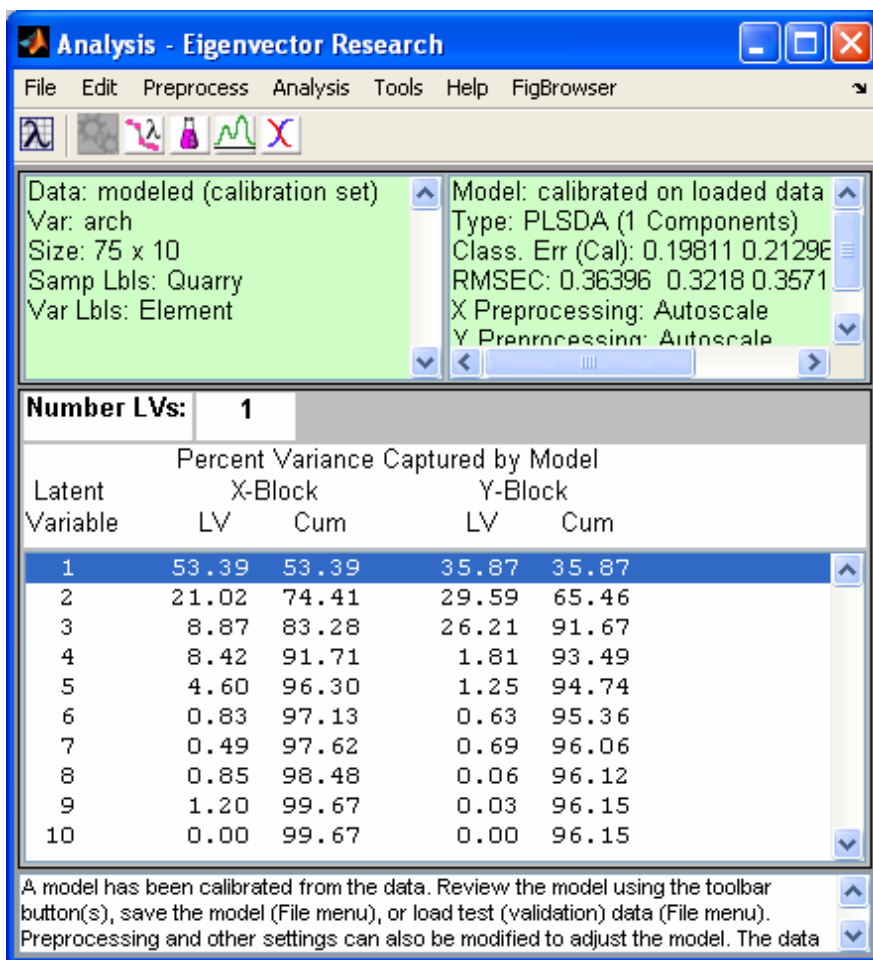 Analysis - Eigenvector Research
File Edit Preprocess Analysis Tools Help FigBrowser
Data: modeled (calibration set)
Var: arch
Size: 75 x 10
Samp Lbls: Quarry
Var Lbls: Element
Model: calibrated on loaded data
Type: PLSDA (1 Components)
Class. Err (Cal): 0.19811 0.21296
RMSEC: 0.36396 0.3218 0.3571
X Preprocessing: Autoscale
Y Preprocessing: Autoscale
Number LVs: 1
Percent Variance Captured by Model
Latent X-Block Y-Block
Variable LV Cum LV Cum
1 53.39 53.39 35.87 35.87
2 21.02 74.41 29.59 65.46
3 8.87 83.28 26.21 91.67
4 8.42 91.71 1.81 93.49
5 4.60 96.30 1.25 94.74
6 0.83 97.13 0.63 95.36
7 0.49 97.62 0.69 96.06
8 0.85 98.48 0.06 96.12
9 1.20 99.67 0.03 96.15
10 0.00 99.67 0.00 96.15
A model has been calibrated from the data. Review the model using the toolbar
button(s), save the model (File menu), or load test (validation) data (File menu).
Preprocessing and other settings can also be modified to adjust the model. The data